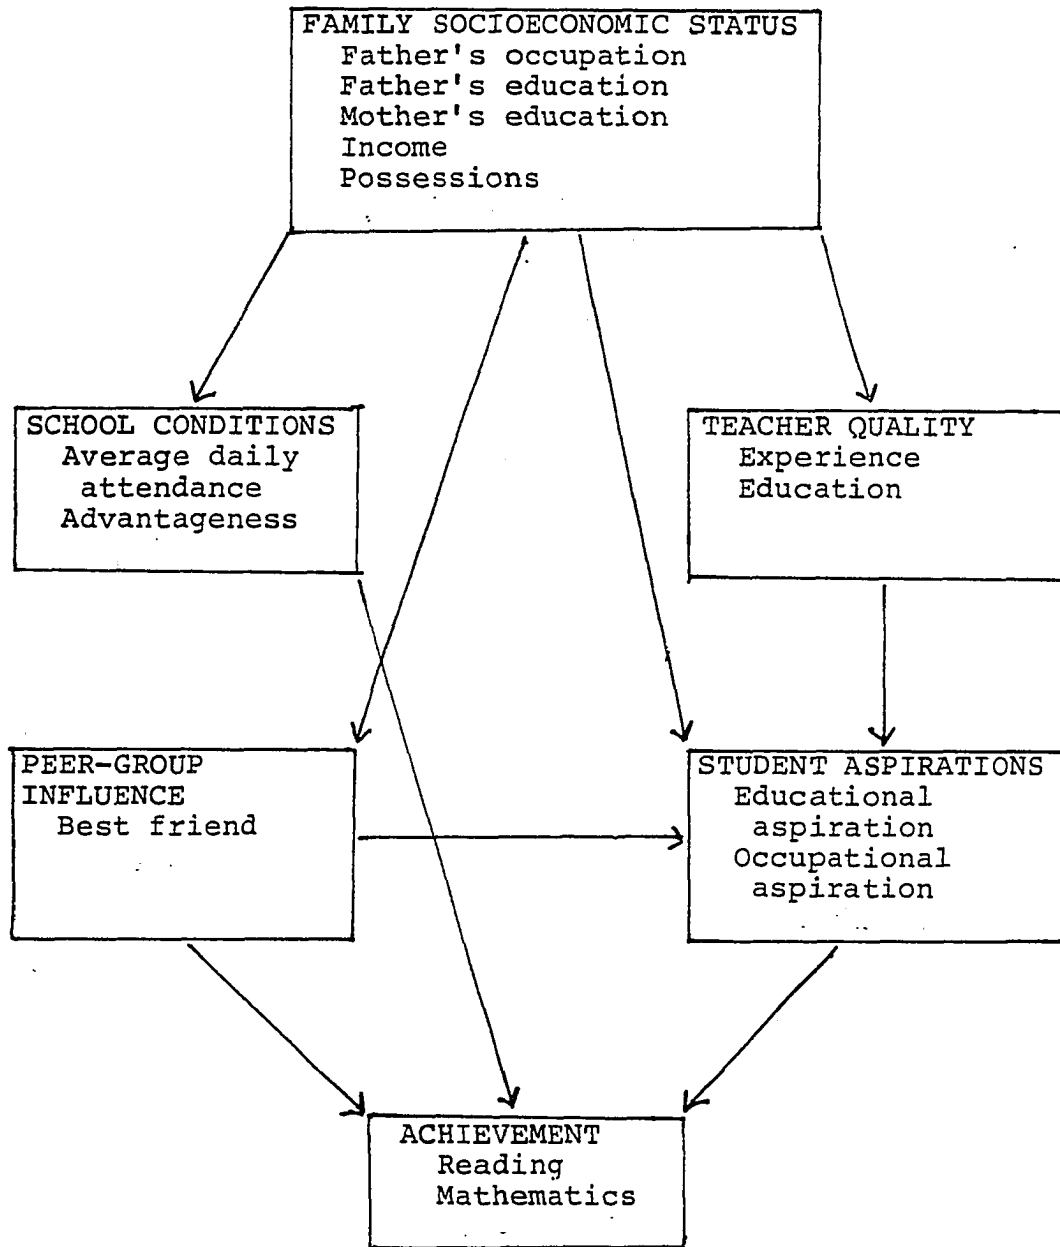 FAMILY SOCIOECONOMIC STATUS
Father's occupation
Father's education
Mother's education
Income
Possessions
SCHOOL CONDITIONS
Average daily
attendance
Advantageness
TEACHER QUALITY
Experience
Education
PEER-GROUP
INFLUENCE
Best friend
STUDENT ASPIRATIONS
Educational
aspiration
Occupational
aspiration
ACHIEVEMENT
Reading
Mathematics